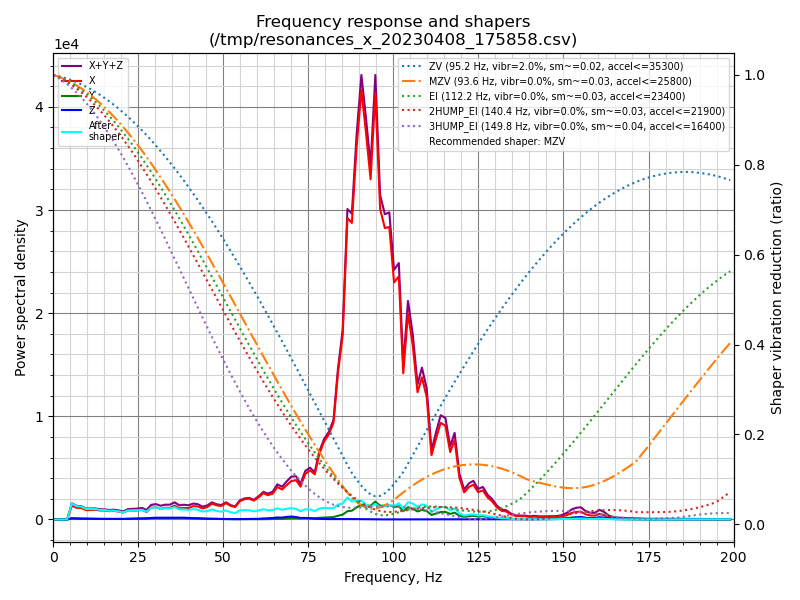 Frequency response and shapers
(/tmp/resonances_x_20230408_175858.csv)
1e4
X+Y+Z
X
Y
Z
After
shaper
ZV (95.2 Hz, vibr=2.0%, sm~=0.02, accel<=35300)
MZV (93.6 Hz, vibr=0.0%, sm~=0.03, accel<=25800)
EI (112.2 Hz, vibr=0.0%, sm~=0.03, accel<=23400)
2HUMP_EI (140.4 Hz, vibr=0.0%, sm~=0.03, accel<=21900)
3HUMP_EI (149.8 Hz, vibr=0.0%, sm~=0.04, accel<=16400)
Recommended shaper: MZV
Power spectral density
4
3
2
1
0
1.0
0.8
0.6
0.4
0.2
0.0
Shaper vibration reduction (ratio)
0 25 50 75 100 125 150 175 200
Frequency, Hz